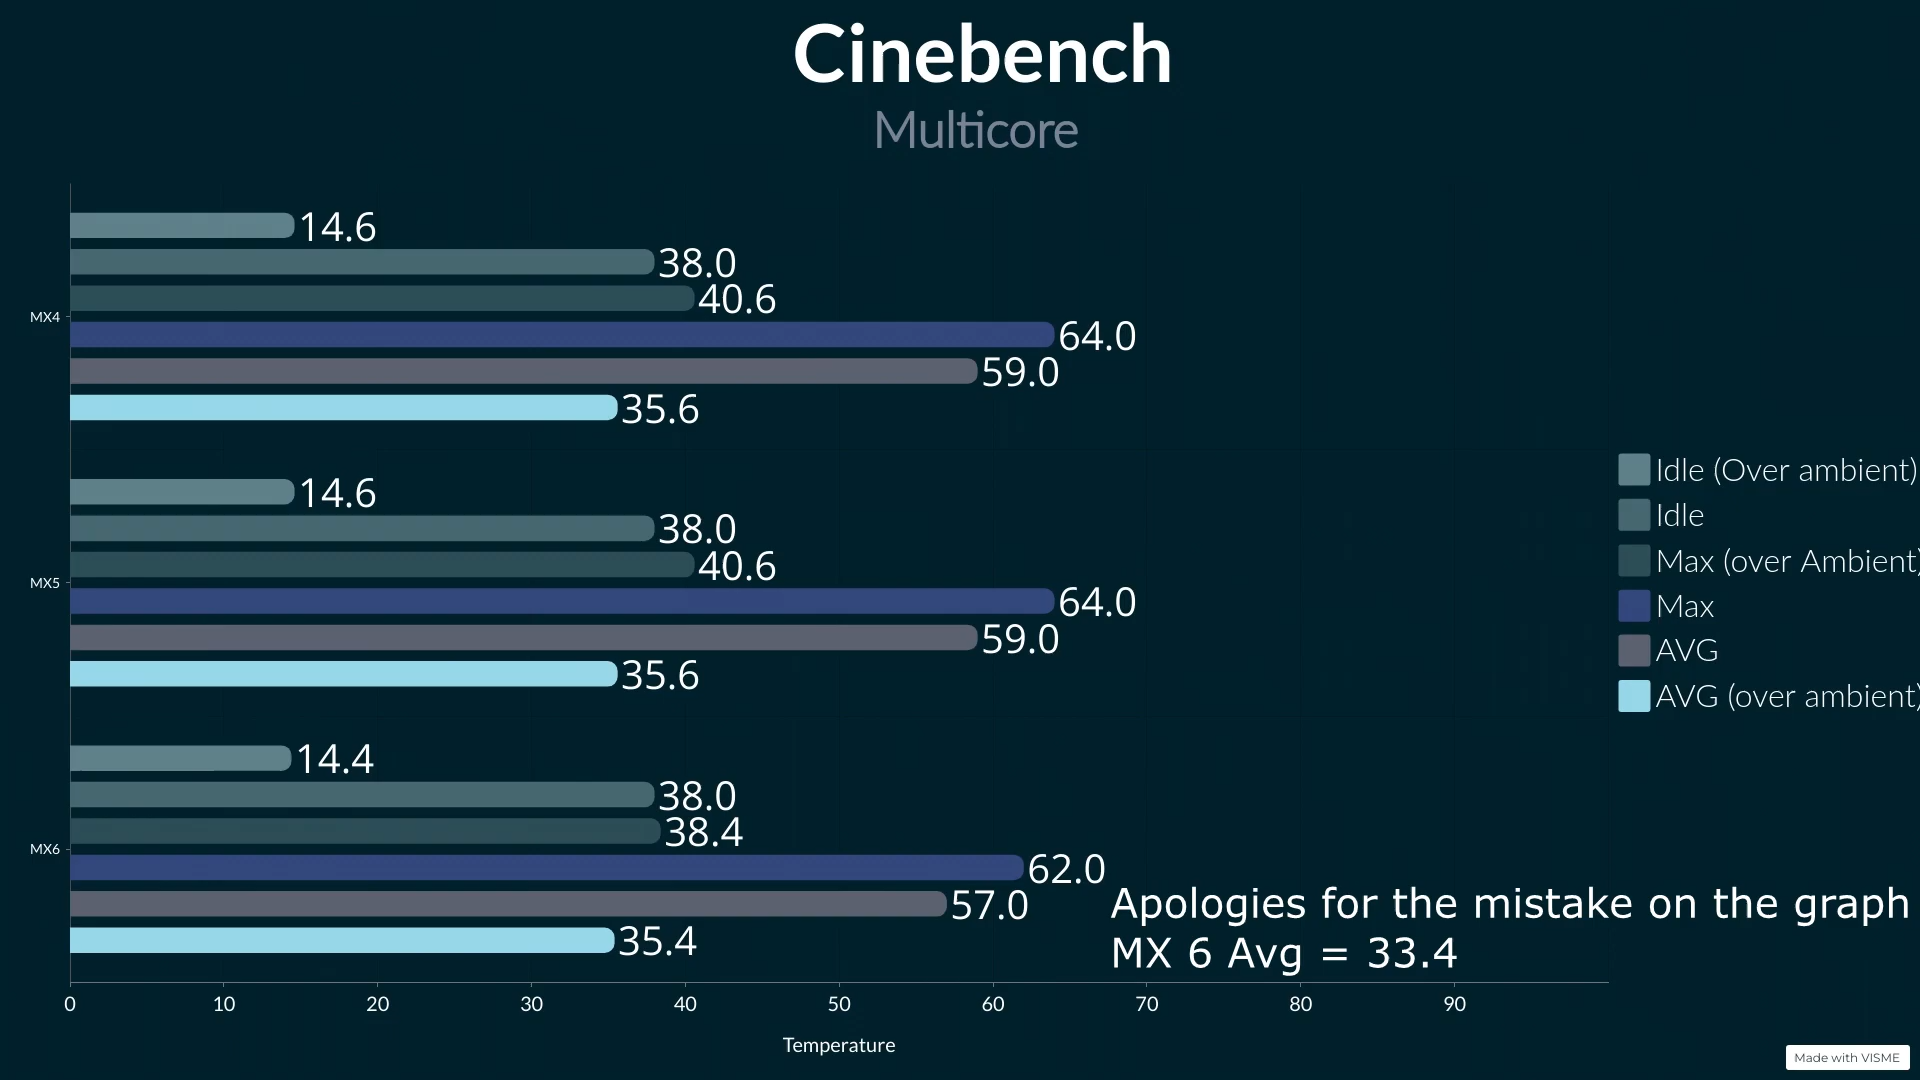 Cinebench
Multicore
14.6
38.0
40.6
MX4
64.0
59.0
35.6
14.6
38.0
40.6
MX5
64.0
59.0
35.6
14.4
38.0
38.4
MX6
62.0
57.0
35.4
Idle (Over ambient)
Idle
Max (over Ambient)
Max
AVG
AVG (over ambient)
Apologies for the mistake on the graph
MX 6 Avg = 33.4
0 10 20 30 40 50 60 70 80 90
Temperature
Made with VISME